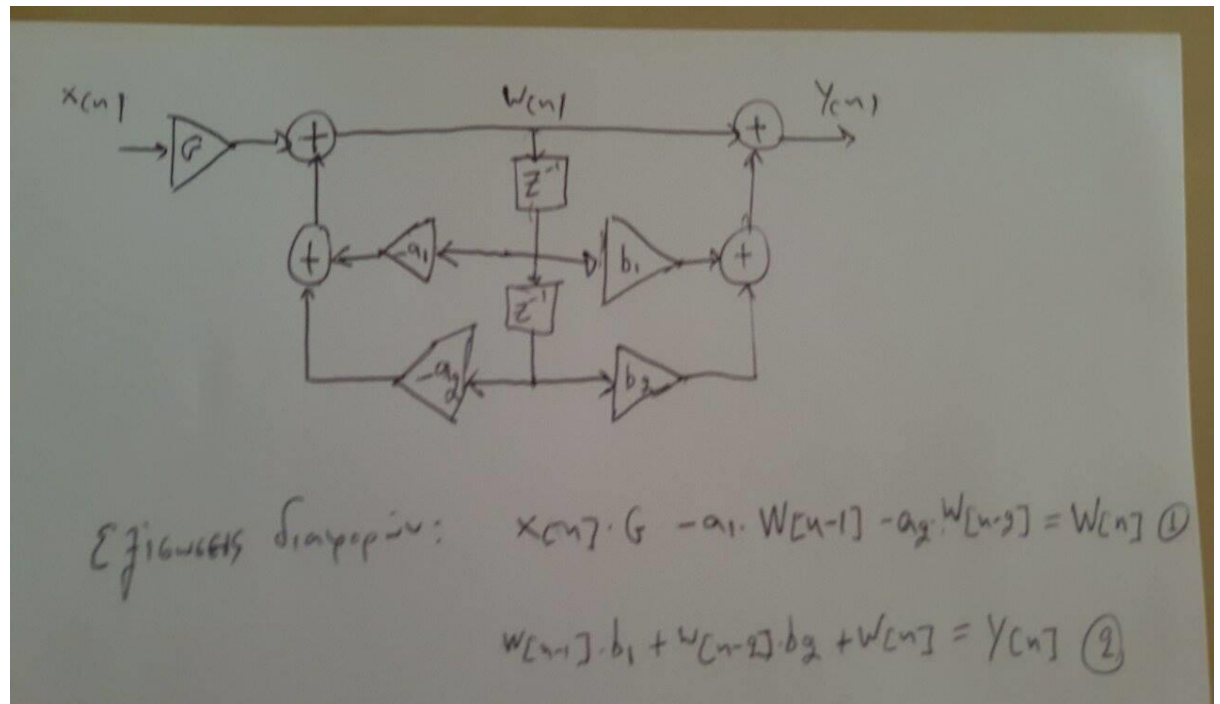 x[n] W[n] Y[n]
G + +
z⁻¹
+ -a₁ b₁ +
z⁻¹
-a₂ b₂
Εξισώσεις διαφορών: x[n]·G -a₁·W[n-1] -a₂·W[n-2] = W[n] ①
W[n-1]·b₁ + W[n-2]·b₂ + W[n] = Y[n] ②